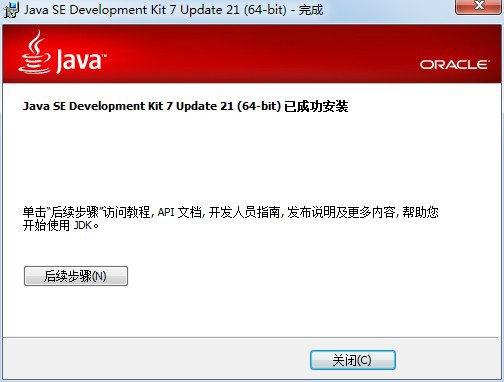 Java SE Development Kit 7 Update 21 (64-bit) - 完成
Java™
ORACLE®
Java SE Development Kit 7 Update 21 (64-bit) 已成功安装
单击“后续步骤”访问教程, API 文档, 开发人员指南, 发布说明及更多内容, 帮助您
开始使用 JDK。
后续步骤(N)
关闭(C)